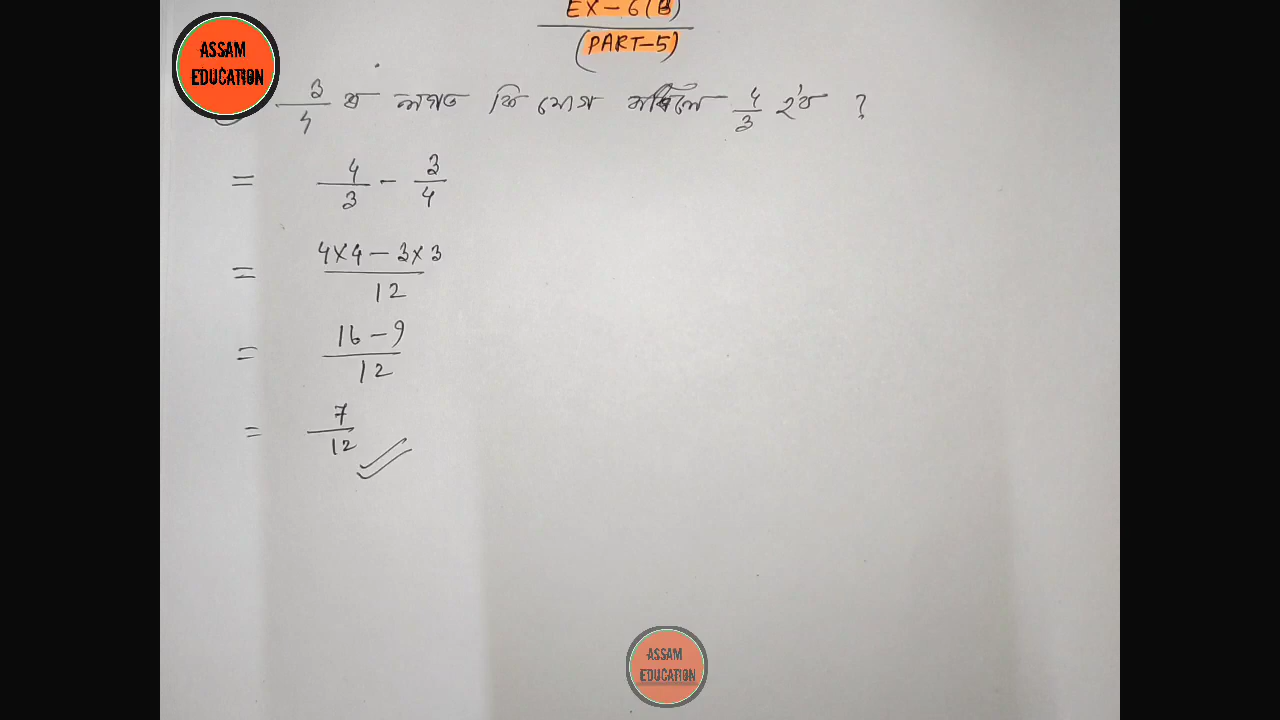 EX-6(B)
(PART-5)
ASSAM
EDUCATION
3/4 ৰ লগত কি যোগ কৰিলে 4/3 হ'ব ?
= 4/3 - 3/4
= 4×4 - 3×3 / 12
= 16 - 9 / 12
= 7/12
ASSAM
EDUCATION